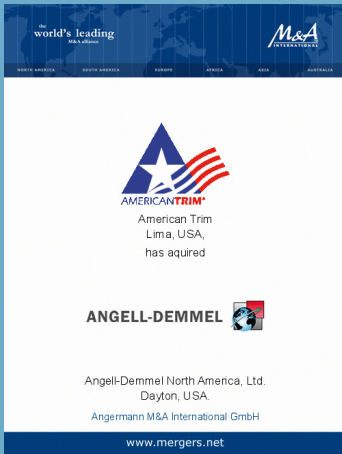 the
world's leading
M&A alliance
M&A
INTERNATIONAL
NORTH AMERICA SOUTH AMERICA EUROPE AFRICA ASIA AUSTRALIA
AMERICANTRIM
American Trim
Lima, USA,
has aquired
ANGELL-DEMMEL
Angell-Demmel North America, Ltd.
Dayton, USA.
Angermann M&A International GmbH
www.mergers.net